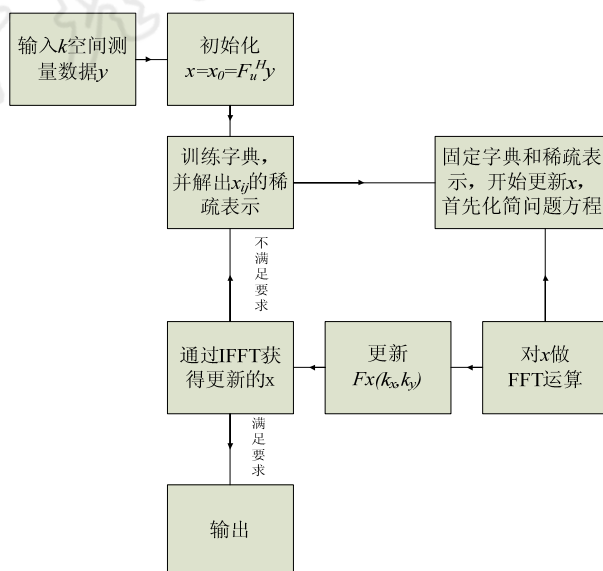 输入k空间测
量数据y
初始化
x=x₀=Fᵤᴴy
训练字典,
并解出xᵢⱼ的稀
疏表示
固定字典和稀疏表
示，开始更新x，
首先化简问题方程
不满足要求
通过IFFT获
得更新的x
更新
Fx(kₓ,kᵧ)
对x做
FFT运算
满足要求
输出